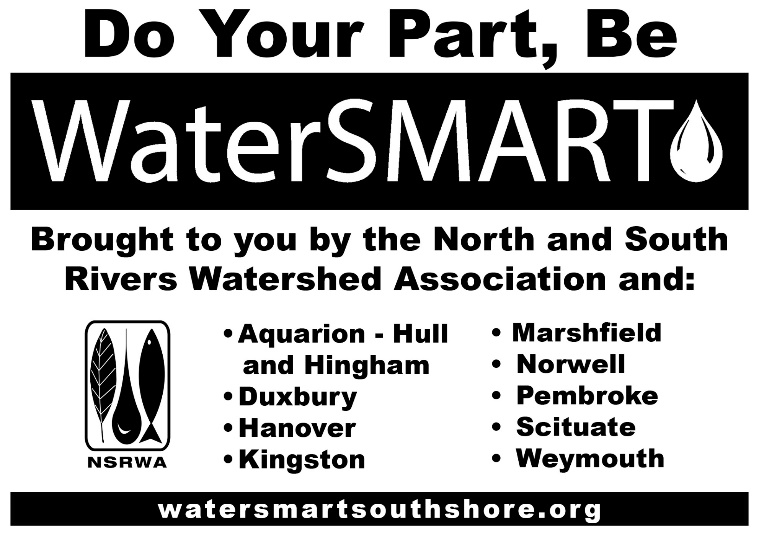 Do Your Part, Be
WaterSMART
Brought to you by the North and South
Rivers Watershed Association and:
• Aquarion - Hull
and Hingham
• Duxbury
• Hanover
• Kingston
• Marshfield
• Norwell
• Pembroke
• Scituate
• Weymouth
NSRWA
watersmartsouthshore.org